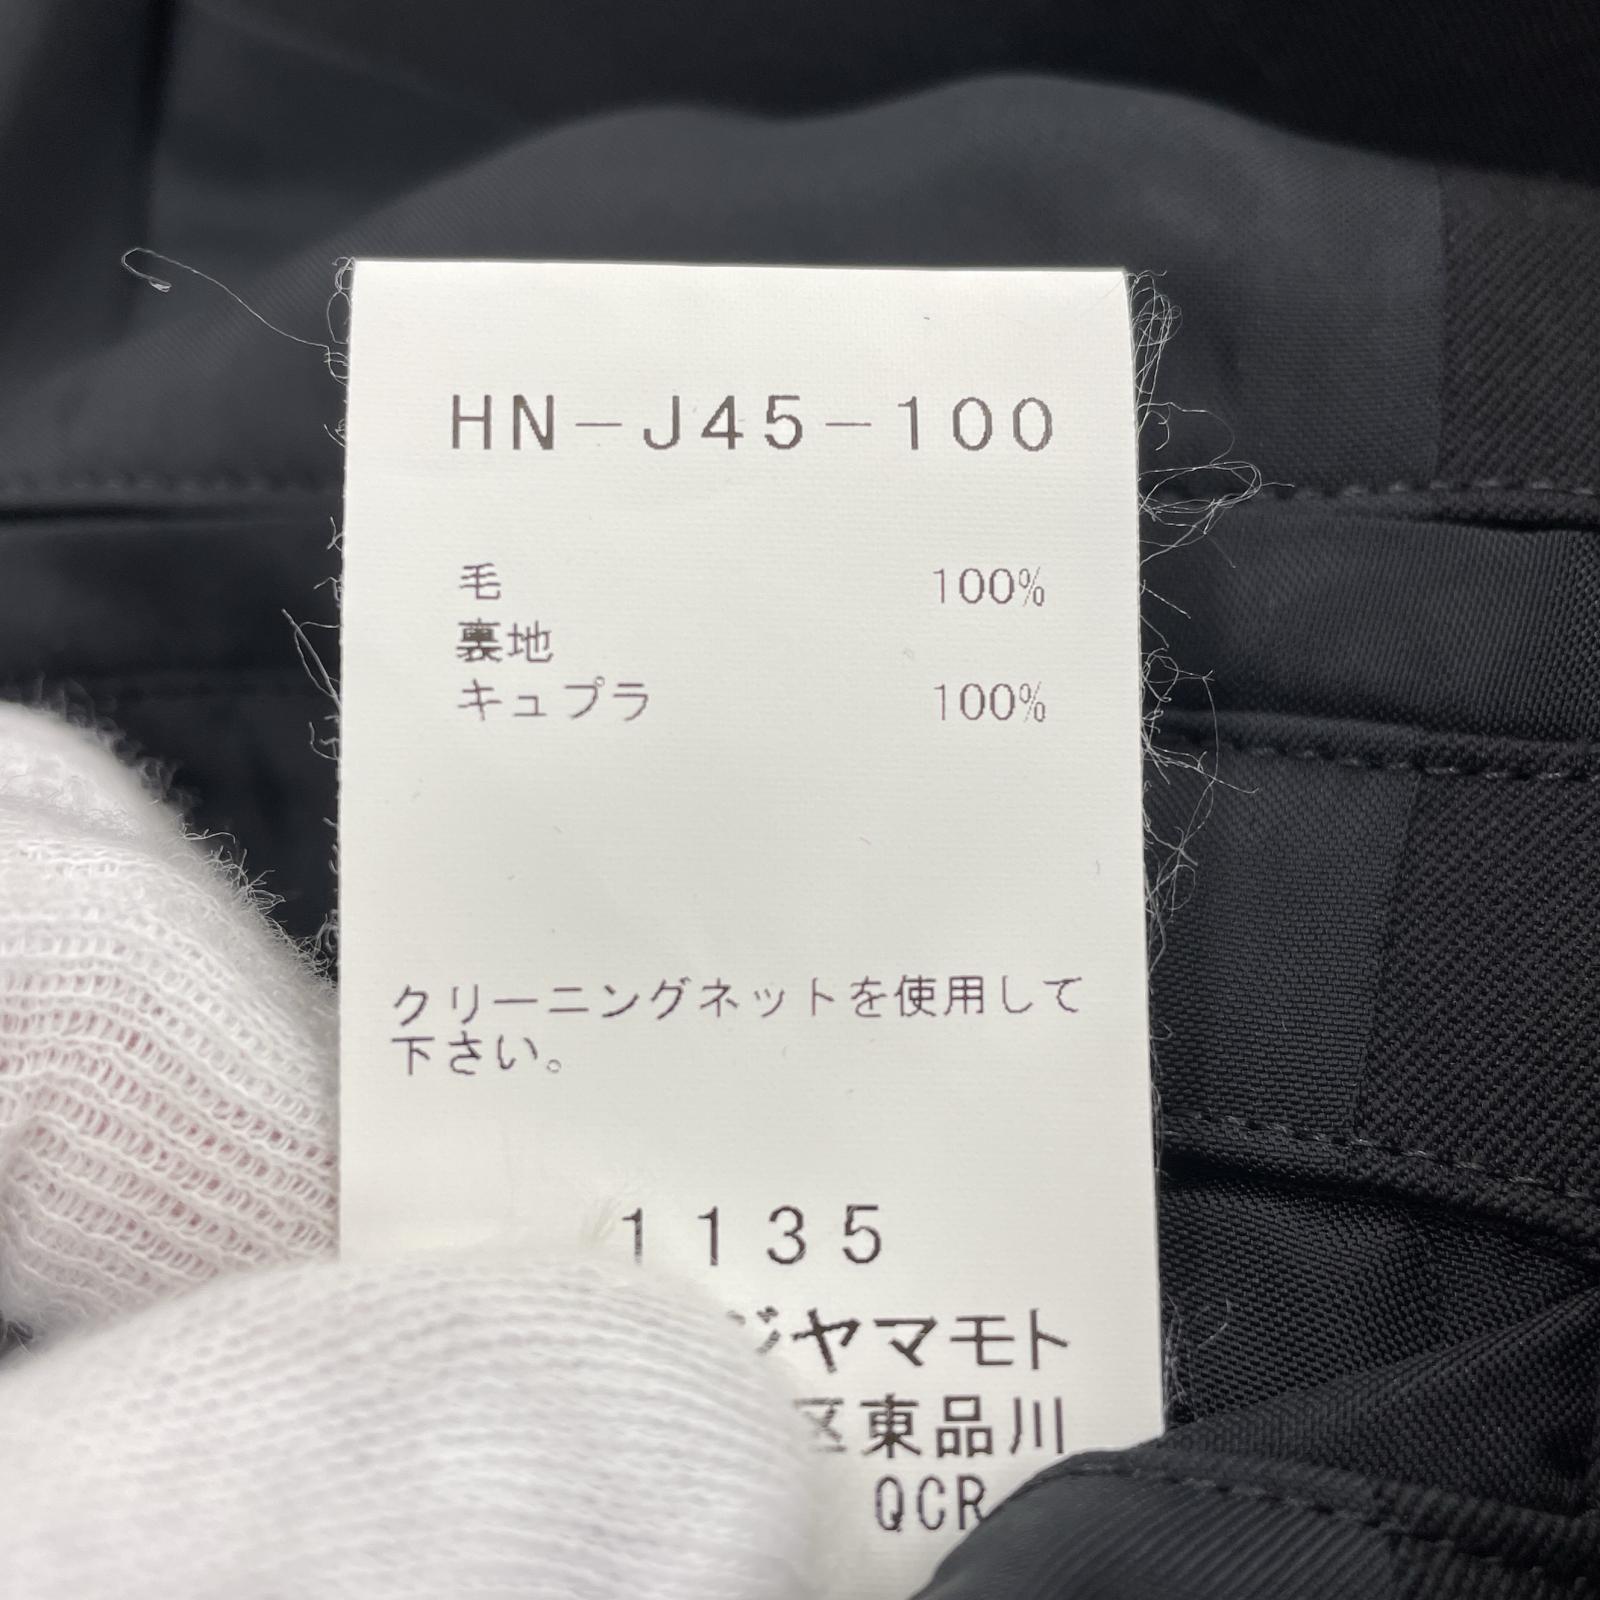 HN-J45-100
毛 100%
裏地
キュプラ 100%
クリーニングネットを使用して
下さい。
1135
ジヤマモト
区東品川
QCR